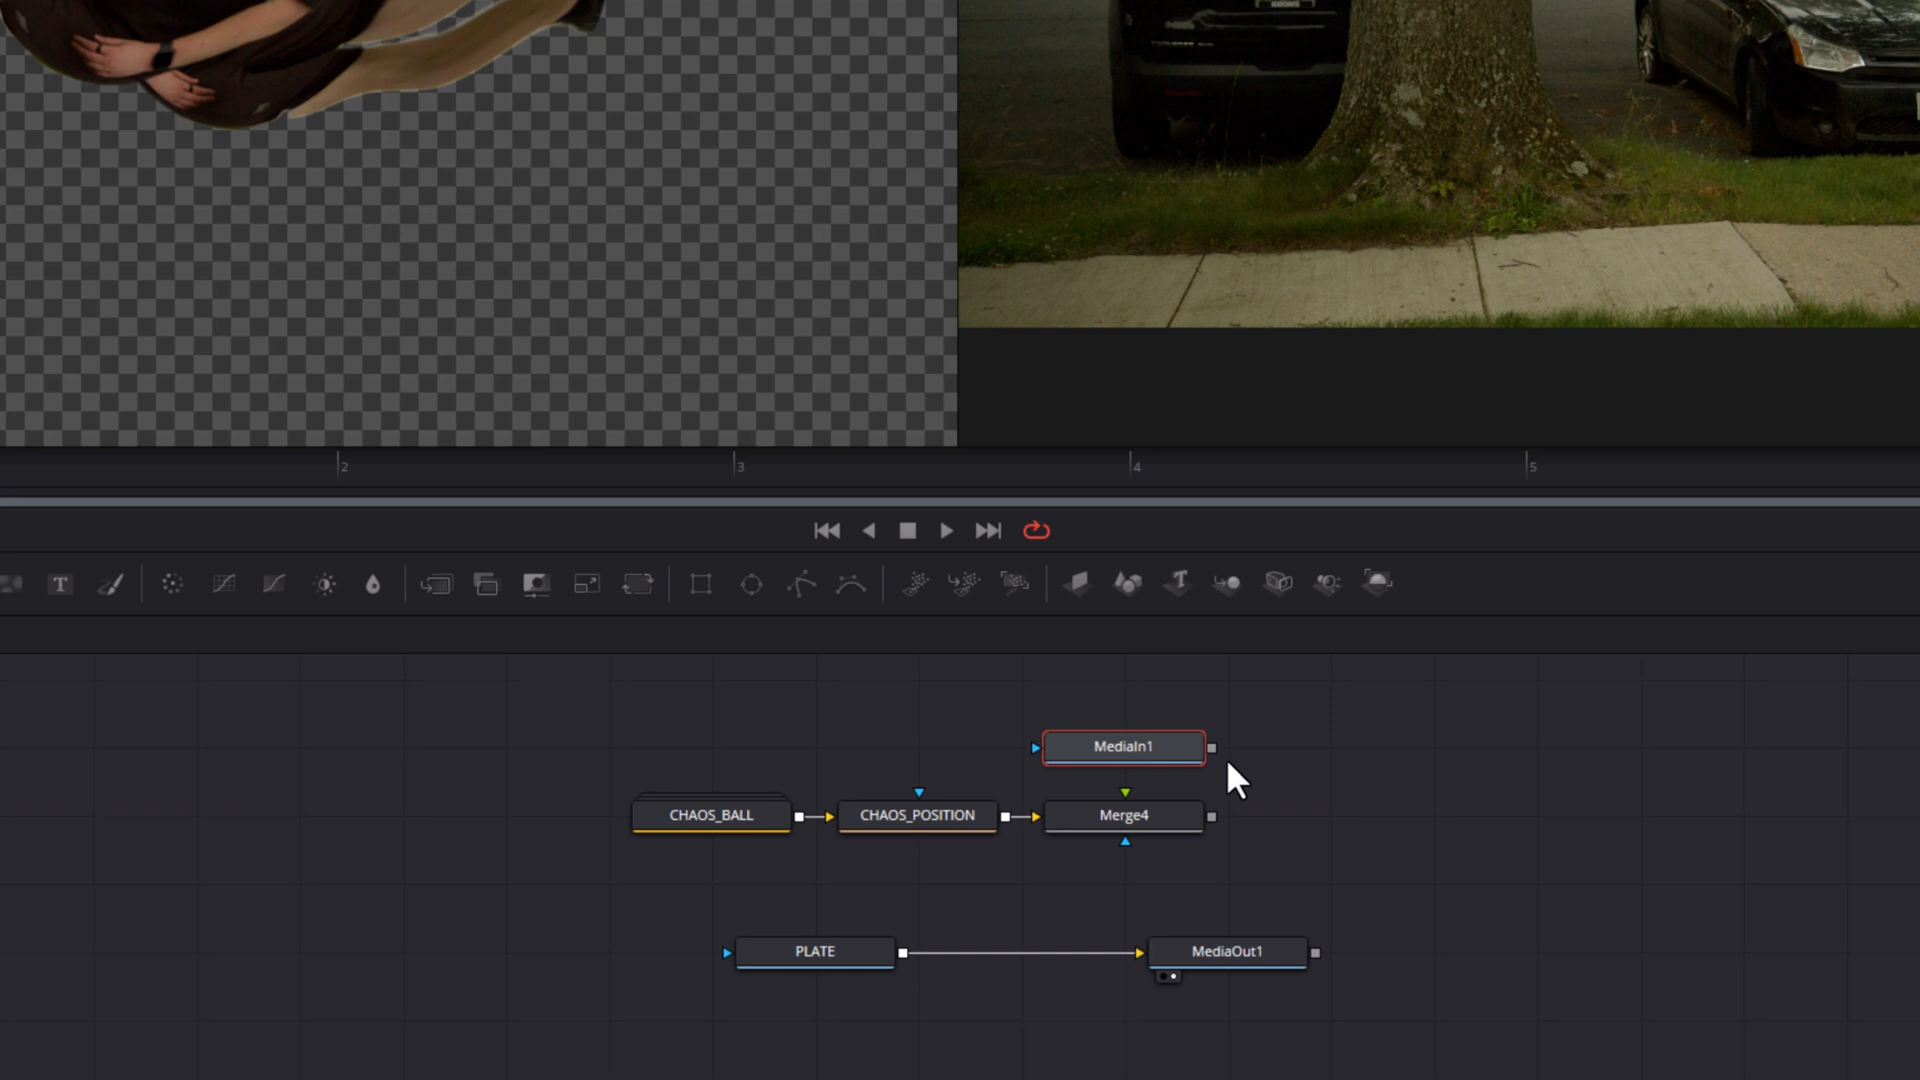 2
3
4
5
T
MediaIn1
CHAOS_BALL
CHAOS_POSITION
Merge4
PLATE
MediaOut1